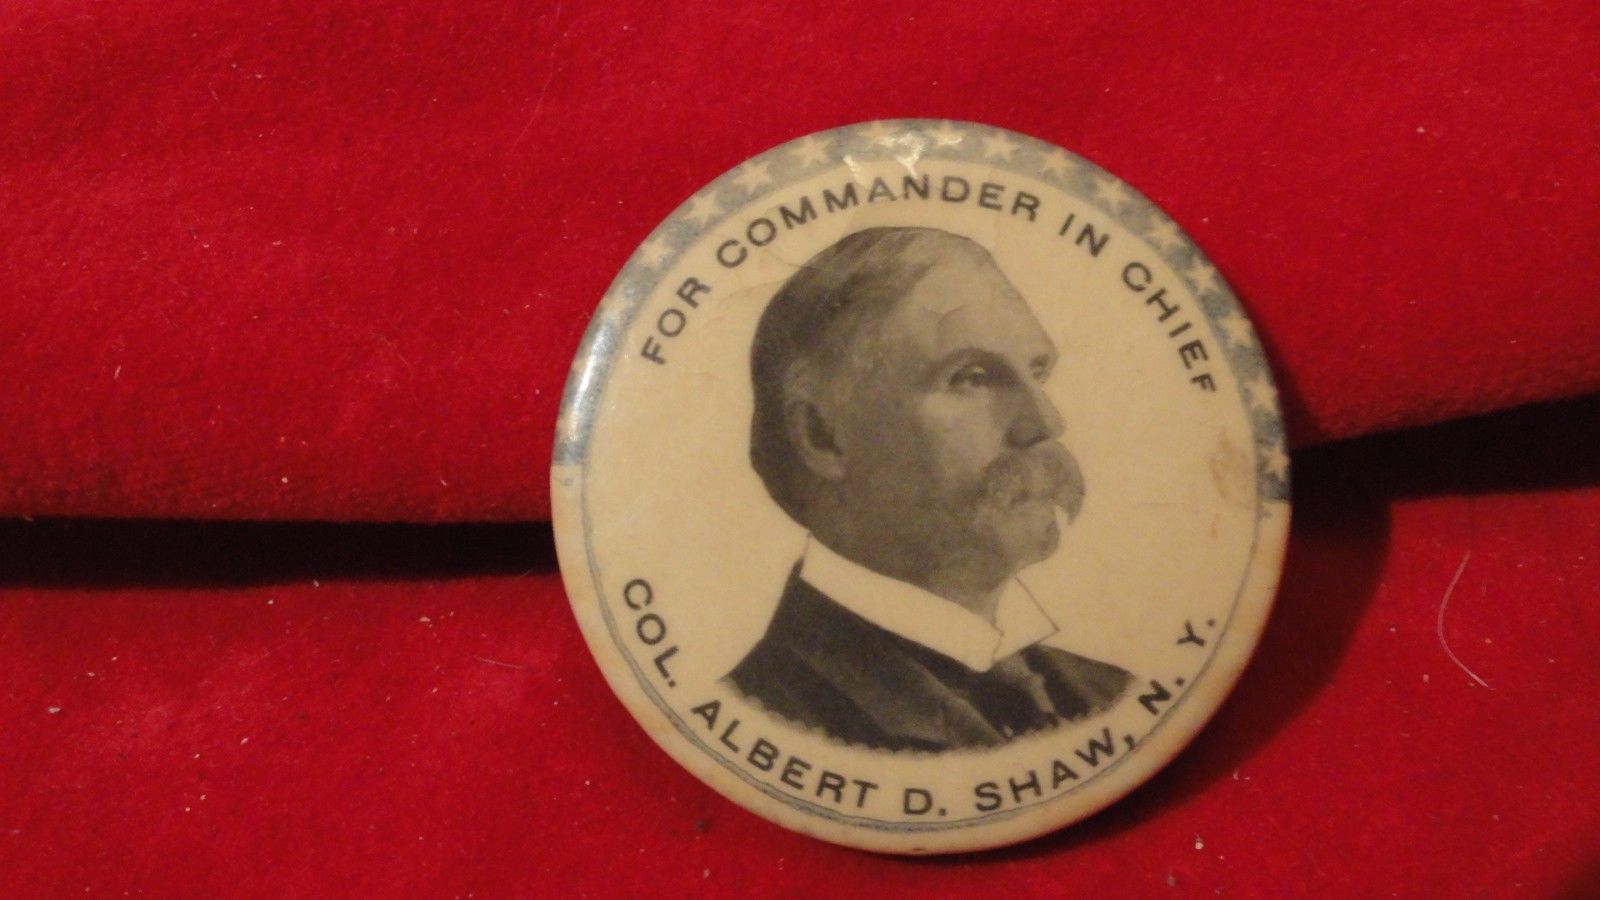 FOR COMMANDER IN CHIEF
COL. ALBERT D. SHAW, N. Y.